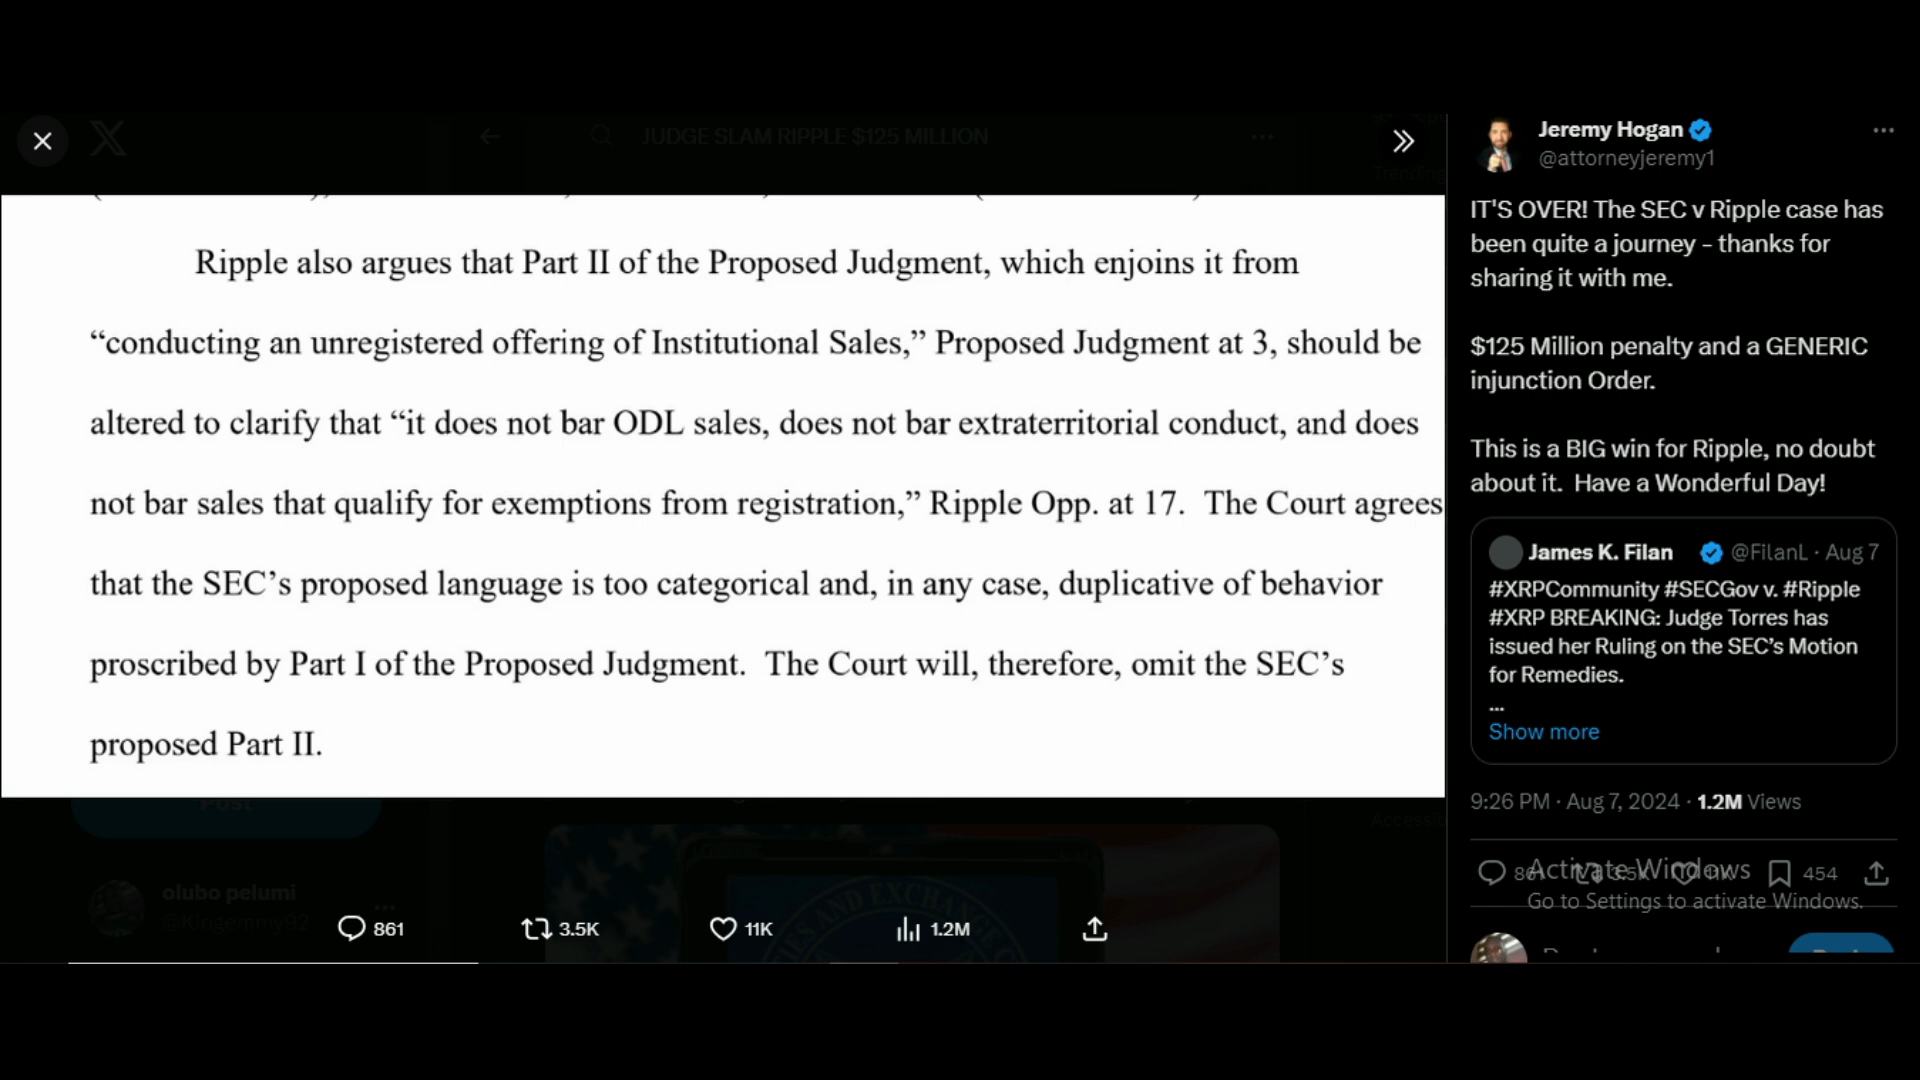 JUDGE SLAM RIPPLE $125 MILLION
Ripple also argues that Part II of the Proposed Judgment, which enjoins it from
“conducting an unregistered offering of Institutional Sales,” Proposed Judgment at 3, should be
altered to clarify that “it does not bar ODL sales, does not bar extraterritorial conduct, and does
not bar sales that qualify for exemptions from registration,” Ripple Opp. at 17.  The Court agrees
that the SEC’s proposed language is too categorical and, in any case, duplicative of behavior
proscribed by Part I of the Proposed Judgment.  The Court will, therefore, omit the SEC’s
proposed Part II.
Post
olubo pelumi
@Kingemmy92
861
3.5K
11K
1.2M
Jeremy Hogan
@attorneyjeremy1
IT'S OVER! The SEC v Ripple case has
been quite a journey - thanks for
sharing it with me.
$125 Million penalty and a GENERIC
injunction Order.
This is a BIG win for Ripple, no doubt
about it.  Have a Wonderful Day!
James K. Filan @FilanL · Aug 7
#XRPCommunity #SECGov v. #Ripple
#XRP BREAKING: Judge Torres has
issued her Ruling on the SEC’s Motion
for Remedies.
...
Show more
9:26 PM · Aug 7, 2024 · 1.2M Views
454
Activate Windows
Go to Settings to activate Windows.